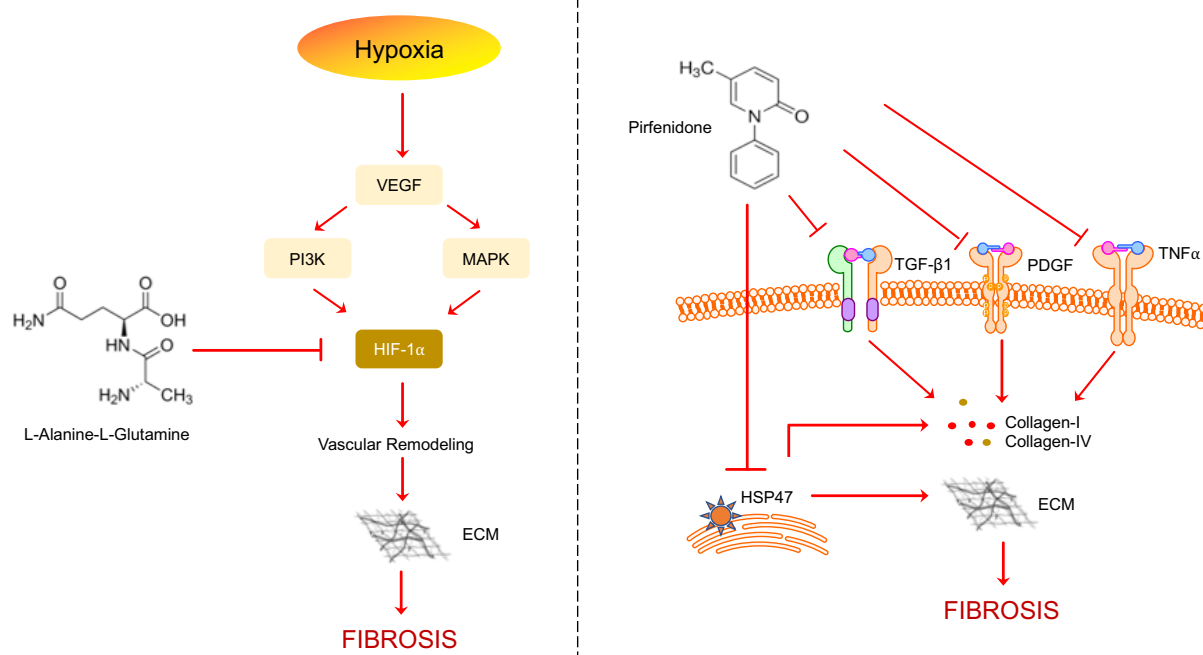 Hypoxia
VEGF
PI3K
MAPK
HIF-1α
O
O
H₂N
OH
HN
O
H₂N
CH₃
L-Alanine-L-Glutamine
Vascular Remodeling
ECM
FIBROSIS
H₃C
N
O
Pirfenidone
TGF-β1
PDGF
TNFα
Collagen-I
Collagen-IV
HSP47
ECM
FIBROSIS